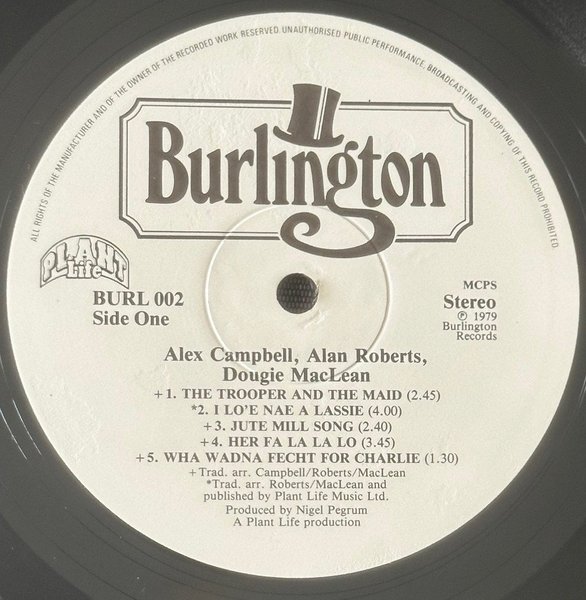 ALL RIGHTS OF THE MANUFACTURER AND OF THE OWNER OF THE RECORDED WORK RESERVED. UNAUTHORISED PUBLIC PERFORMANCE, BROADCASTING AND COPYING OF THIS RECORD PROHIBITED.
Burlington
PLANT
Life
BURL 002
Side One
MCPS
Stereo
℗ 1979
Burlington
Records
Alex Campbell, Alan Roberts,
Dougie MacLean
+1. THE TROOPER AND THE MAID (2.45)
*2. I LO'E NAE A LASSIE (4.00)
+3. JUTE MILL SONG (2.40)
+4. HER FA LA LA LO (3.45)
+5. WHA WADNA FECHT FOR CHARLIE (1.30)
+Trad. arr. Campbell/Roberts/MacLean
*Trad. arr. Roberts/MacLean and
published by Plant Life Music Ltd.
Produced by Nigel Pegrum
A Plant Life production